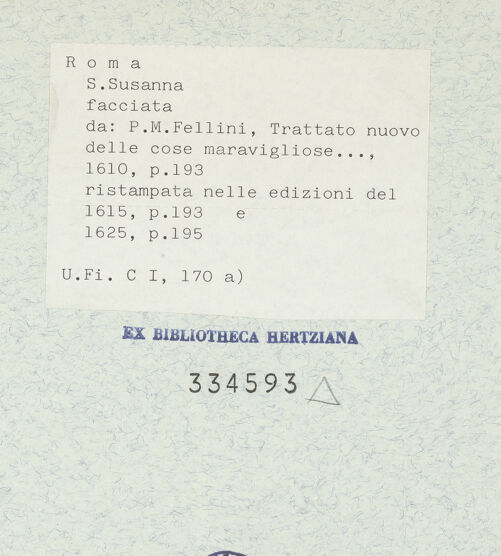 R o m a
S.Susanna
facciata
da: P.M.Fellini, Trattato nuovo
delle cose maravigliose...,
1610, p.193
ristampata nelle edizioni del
1615, p.193 e
1625, p.195
U.Fi. C I, 170 a)
EX BIBLIOTHECA HERTZIANA
334593